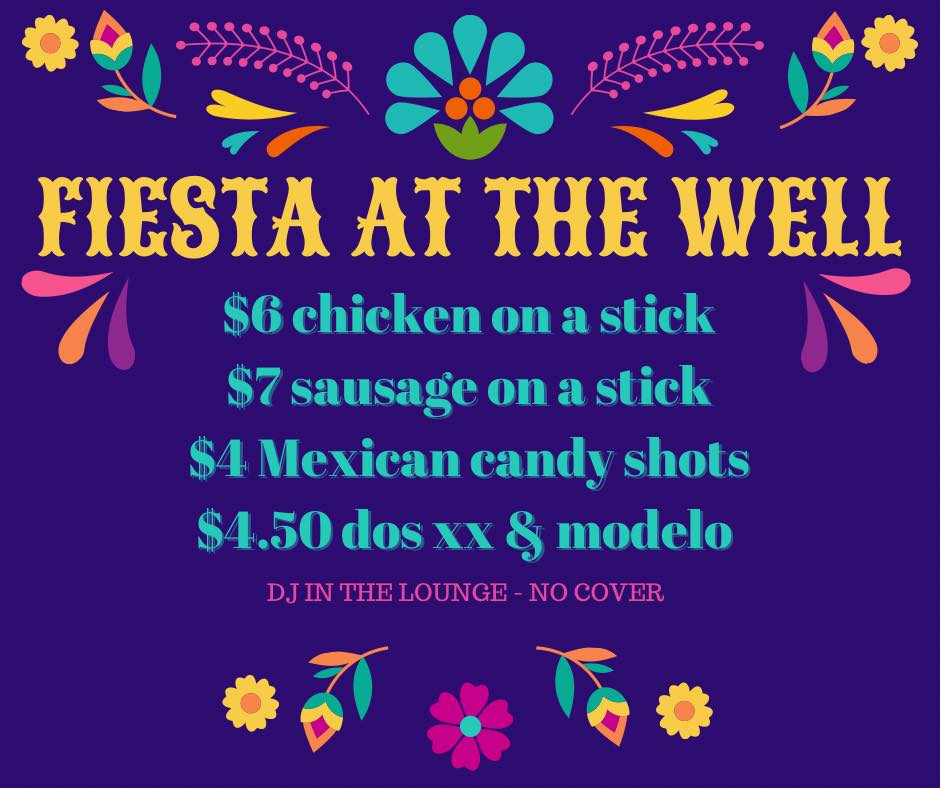 FIESTA AT THE WELL
$6 chicken on a stick
$7 sausage on a stick
$4 Mexican candy shots
$4.50 dos xx & modelo
DJ IN THE LOUNGE - NO COVER